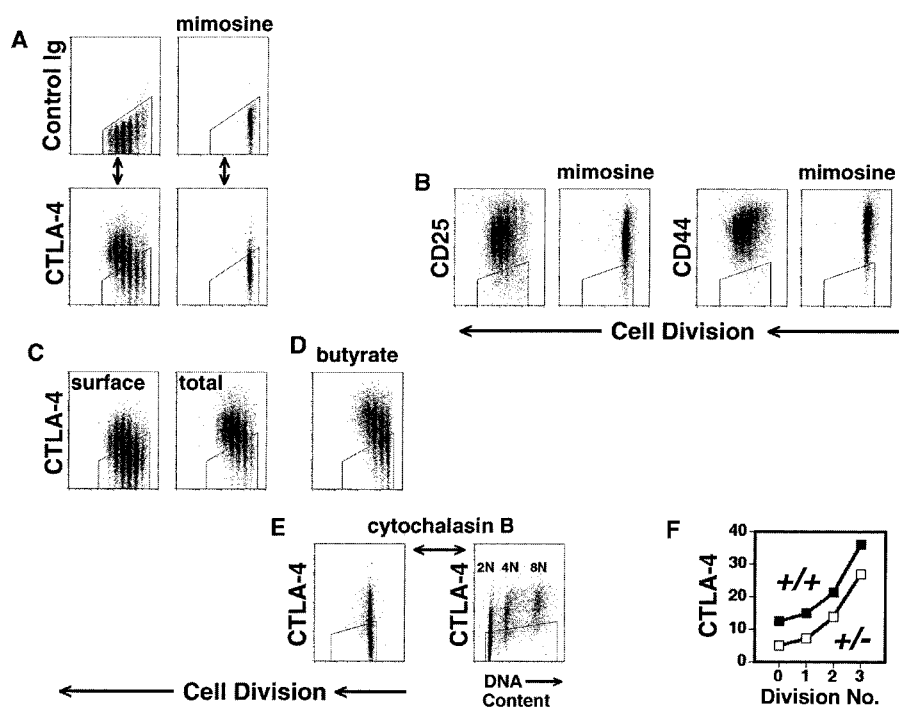 A
mimosine
Control Ig
CTLA-4
B
mimosine
mimosine
CD25
CD44
Cell Division
C
D
butyrate
surface
total
CTLA-4
E
cytochalasin B
CTLA-4
CTLA-4
2N 4N 8N
Cell Division
DNA
Content
F
40
30
20
10
0
CTLA-4
+/+
+/-
0 1 2 3
Division No.